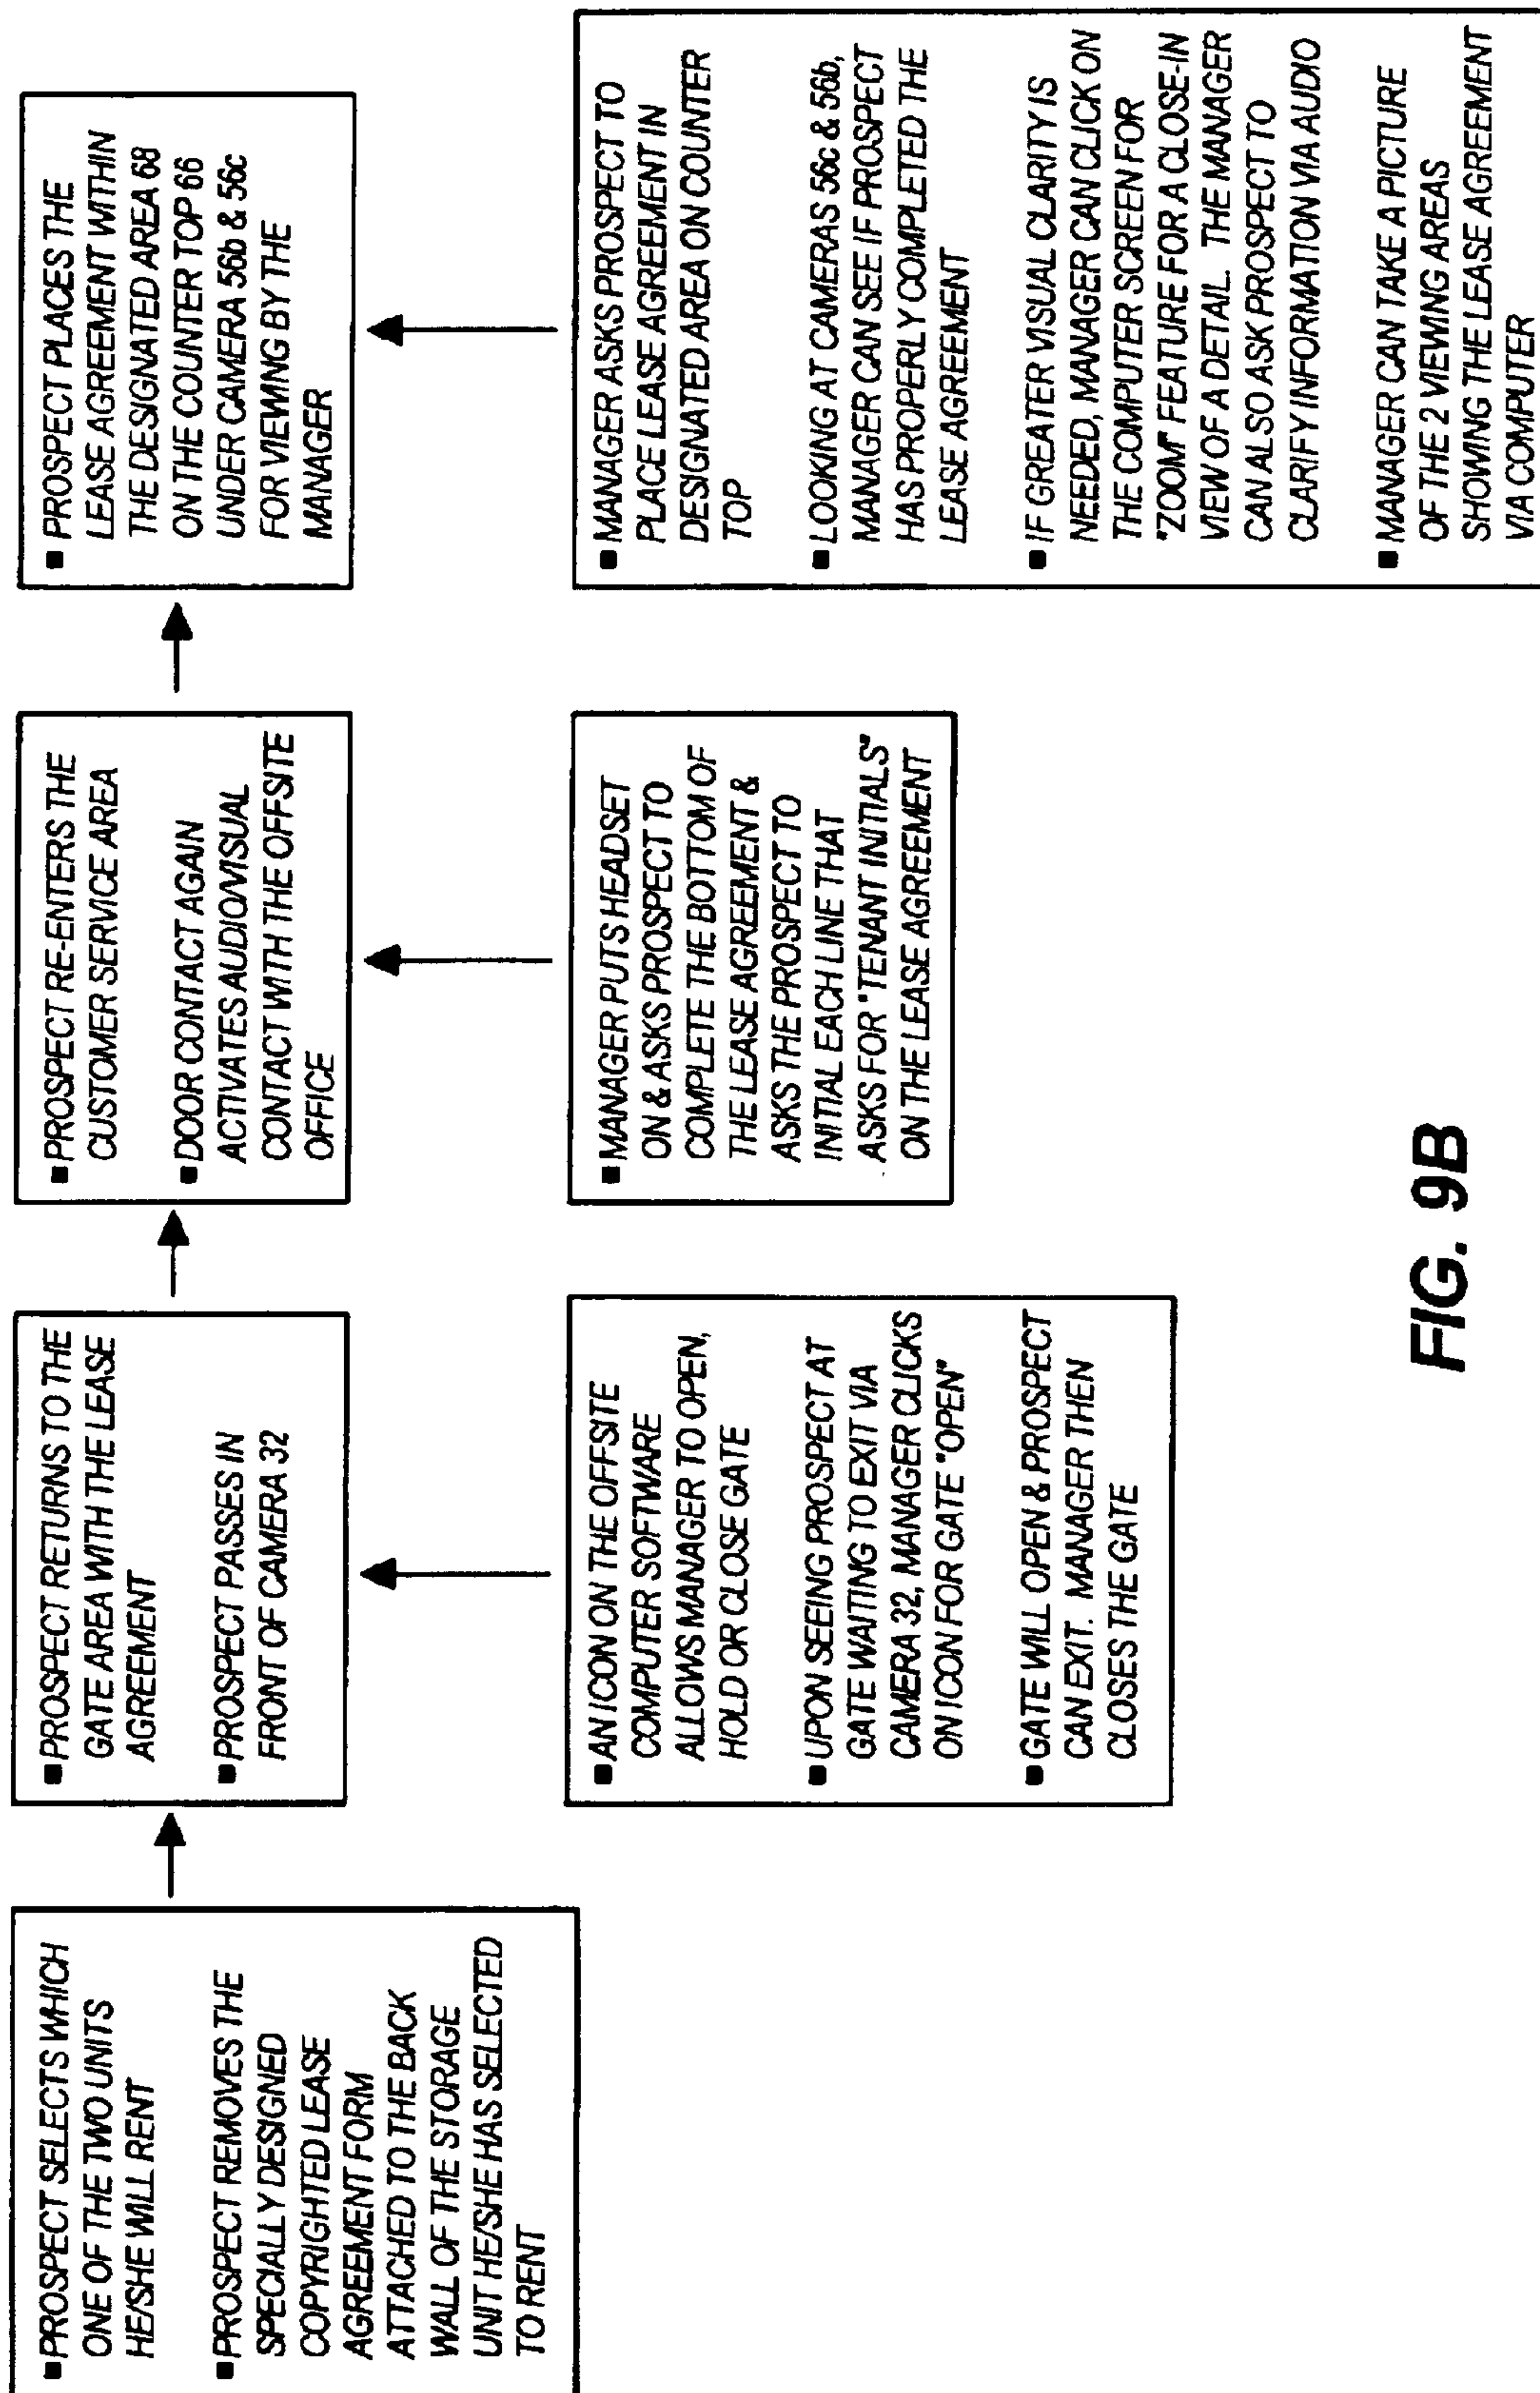 ■ PROSPECT SELECTS WHICH
ONE OF THE TWO UNITS
HE/SHE WILL RENT
■ PROSPECT REMOVES THE
SPECIALLY DESIGNED
COPYRIGHTED LEASE
AGREEMENT FORM
ATTACHED TO THE BACK
WALL OF THE STORAGE
UNIT HE/SHE HAS SELECTED
TO RENT
■ PROSPECT RETURNS TO THE
GATE AREA WITH THE LEASE
AGREEMENT
■ PROSPECT PASSES IN
FRONT OF CAMERA 32
■ PROSPECT RE-ENTERS THE
CUSTOMER SERVICE AREA
■ DOOR CONTACT AGAIN
ACTIVATES AUDIO/VISUAL
CONTACT WITH THE OFFSITE
OFFICE
■ PROSPECT PLACES THE
LEASE AGREEMENT WITHIN
THE DESIGNATED AREA 68
ON THE COUNTER TOP 66
UNDER CAMERA 56b & 56c
FOR VIEWING BY THE
MANAGER
■ AN ICON ON THE OFFSITE
COMPUTER SOFTWARE
ALLOWS MANAGER TO OPEN,
HOLD OR CLOSE GATE
■ UPON SEEING PROSPECT AT
GATE WAITING TO EXIT VIA
CAMERA 32, MANAGER CLICKS
ON ICON FOR GATE "OPEN"
■ GATE WILL OPEN & PROSPECT
CAN EXIT. MANAGER THEN
CLOSES THE GATE
■ MANAGER PUTS HEADSET
ON & ASKS PROSPECT TO
COMPLETE THE BOTTOM OF
THE LEASE AGREEMENT &
ASKS THE PROSPECT TO
INITIAL EACH LINE THAT
ASKS FOR "TENANT INITIALS"
ON THE LEASE AGREEMENT
■ MANAGER ASKS PROSPECT TO
PLACE LEASE AGREEMENT IN
DESIGNATED AREA ON COUNTER
TOP
■ LOOKING AT CAMERAS 56c & 56b,
MANAGER CAN SEE IF PROSPECT
HAS PROPERLY COMPLETED THE
LEASE AGREEMENT
■ IF GREATER VISUAL CLARITY IS
NEEDED, MANAGER CAN CLICK ON
THE COMPUTER SCREEN FOR
"ZOOM" FEATURE FOR A CLOSE-IN
VIEW OF A DETAIL. THE MANAGER
CAN ALSO ASK PROSPECT TO
CLARIFY INFORMATION VIA AUDIO
■ MANAGER CAN TAKE A PICTURE
OF THE 2 VIEWING AREAS
SHOWING THE LEASE AGREEMENT
VIA COMPUTER
FIG. 9B